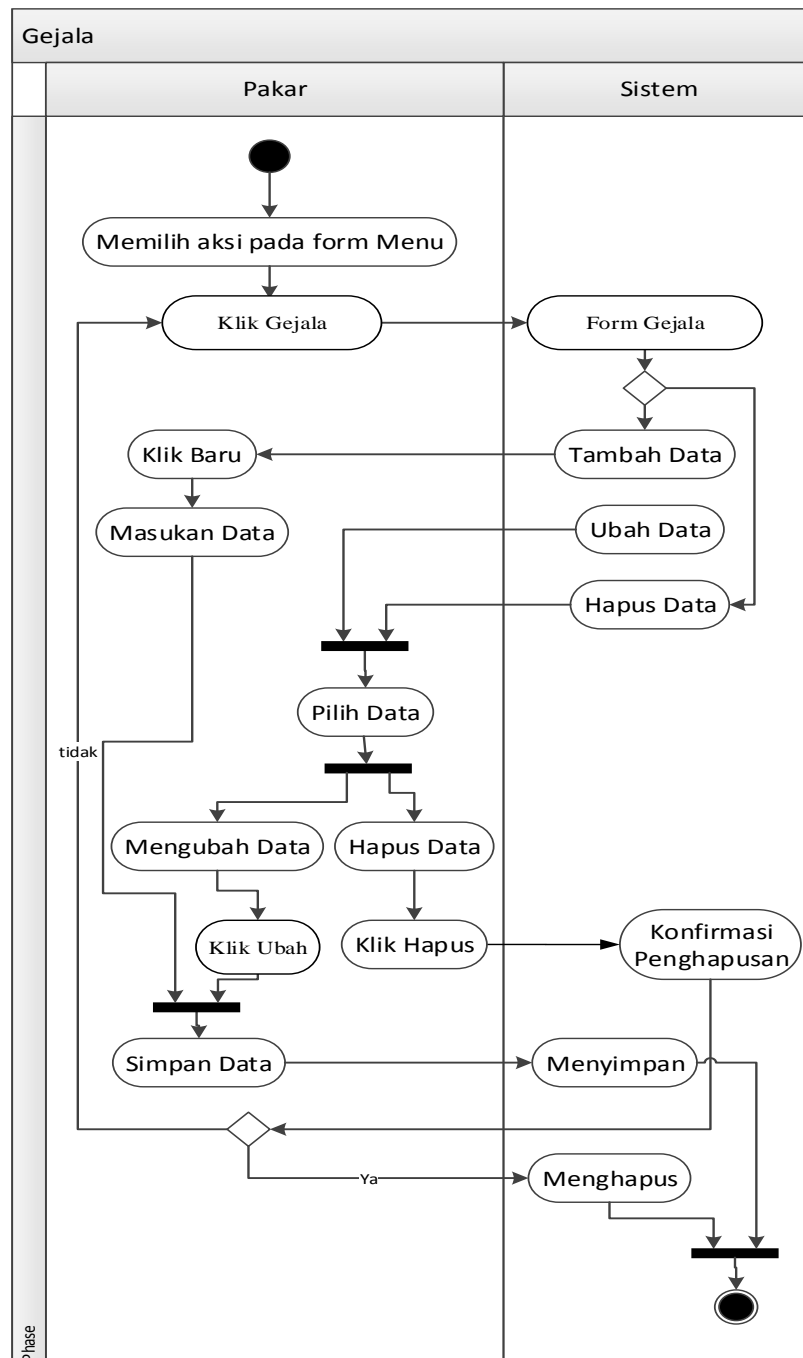 Gejala
Pakar
Sistem
Memilih aksi pada form Menu
Klik Gejala
Form Gejala
Klik Baru
Tambah Data
Masukan Data
Ubah Data
Hapus Data
Pilih Data
tidak
Mengubah Data
Hapus Data
Klik Ubah
Klik Hapus
Konfirmasi
Penghapusan
Simpan Data
Menyimpan
Ya
Menghapus
Phase